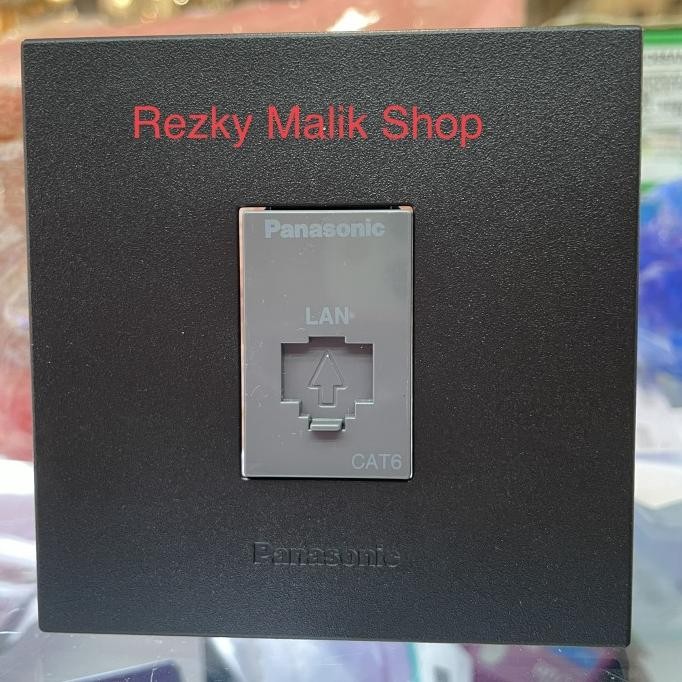 Rezky Malik Shop
Panasonic
LAN
CAT6
Panasonic